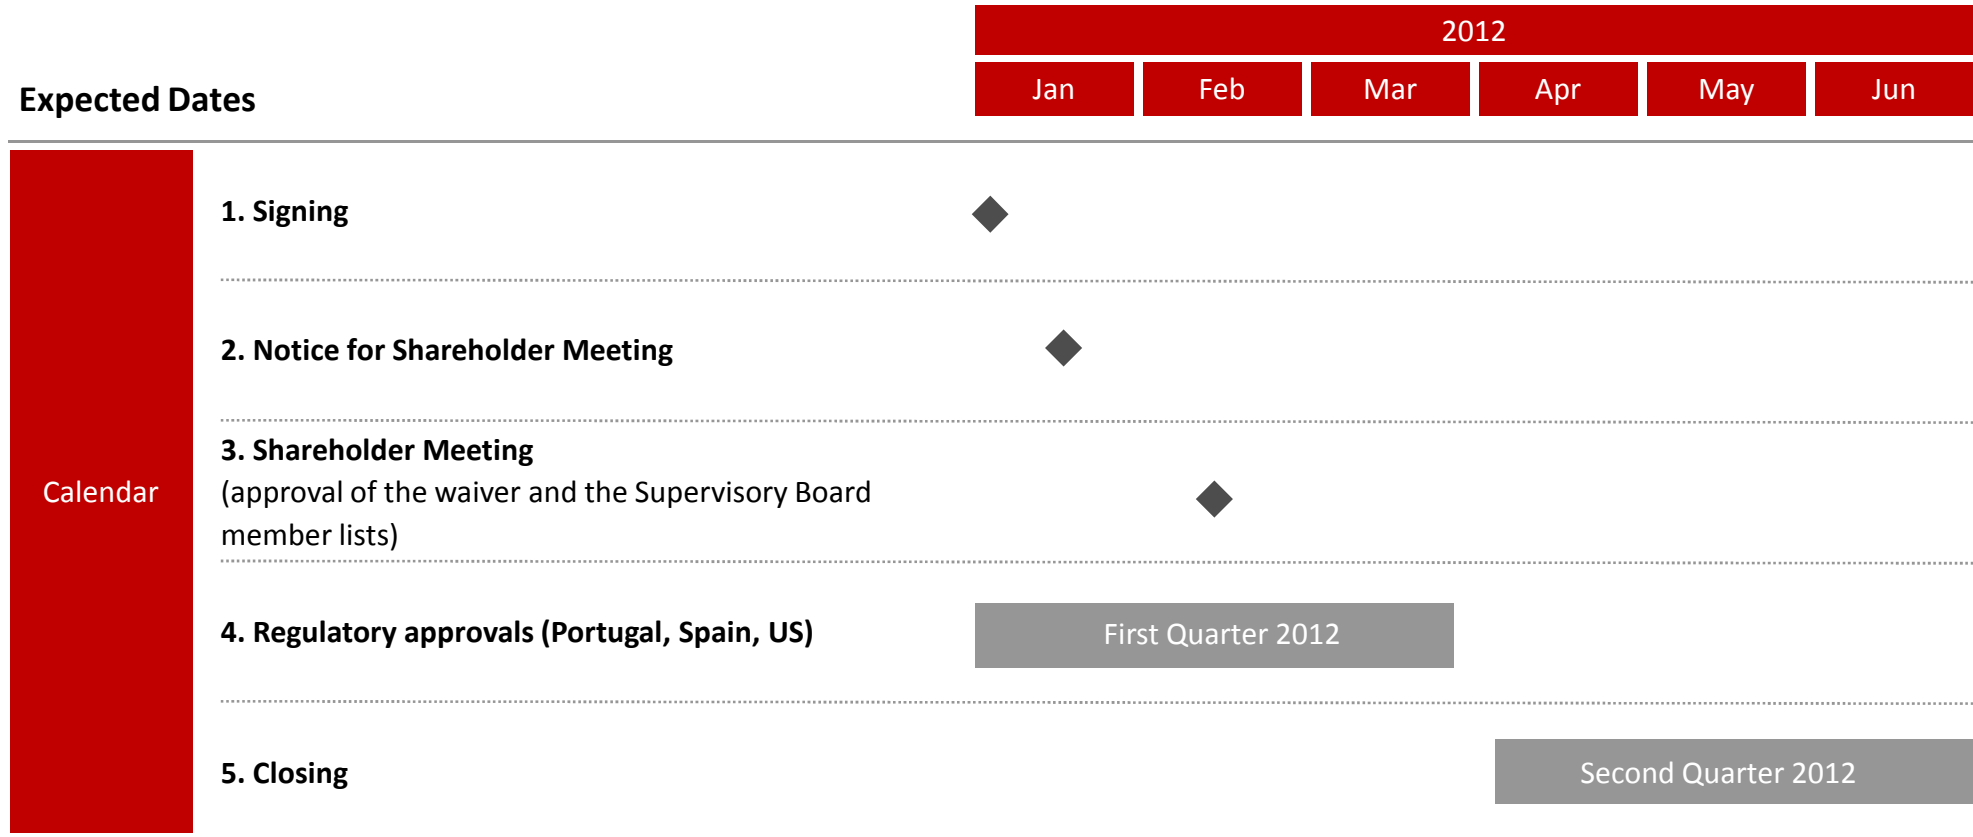 2012
Expected Dates
Jan
Feb
Mar
Apr
May
Jun
Calendar
1. Signing
2. Notice for Shareholder Meeting
3. Shareholder Meeting
(approval of the waiver and the Supervisory Board
member lists)
4. Regulatory approvals (Portugal, Spain, US)
First Quarter 2012
5. Closing
Second Quarter 2012